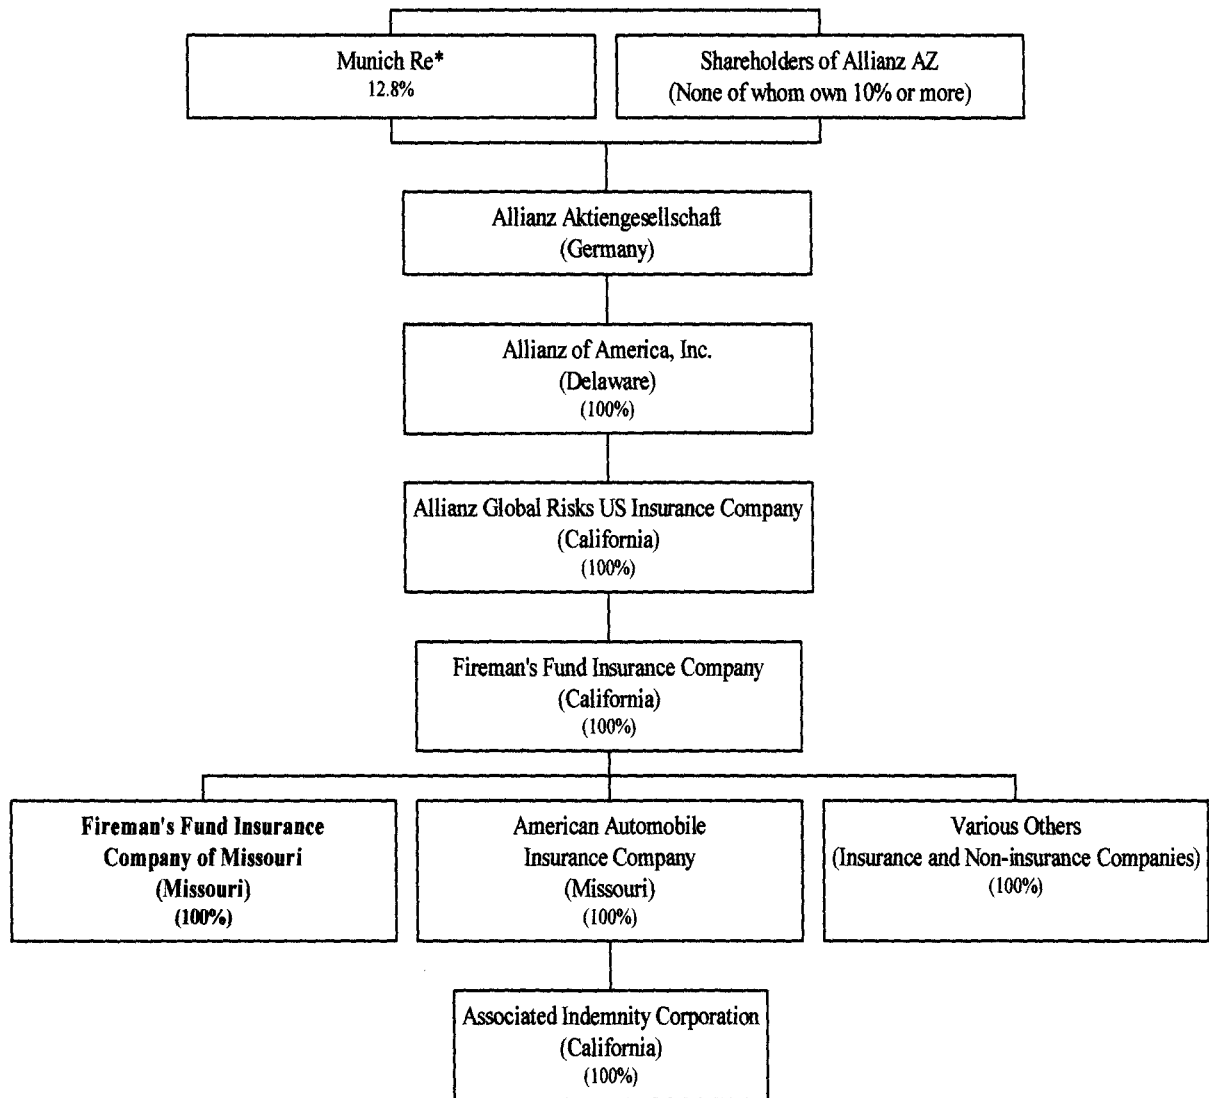 Munich Re*
12.8%
Shareholders of Allianz AZ
(None of whom own 10% or more)
Allianz Aktiengesellschaft
(Germany)
Allianz of America, Inc.
(Delaware)
(100%)
Allianz Global Risks US Insurance Company
(California)
(100%)
Fireman's Fund Insurance Company
(California)
(100%)
Fireman's Fund Insurance
Company of Missouri
(Missouri)
(100%)
American Automobile
Insurance Company
(Missouri)
(100%)
Various Others
(Insurance and Non-insurance Companies)
(100%)
Associated Indemnity Corporation
(California)
(100%)